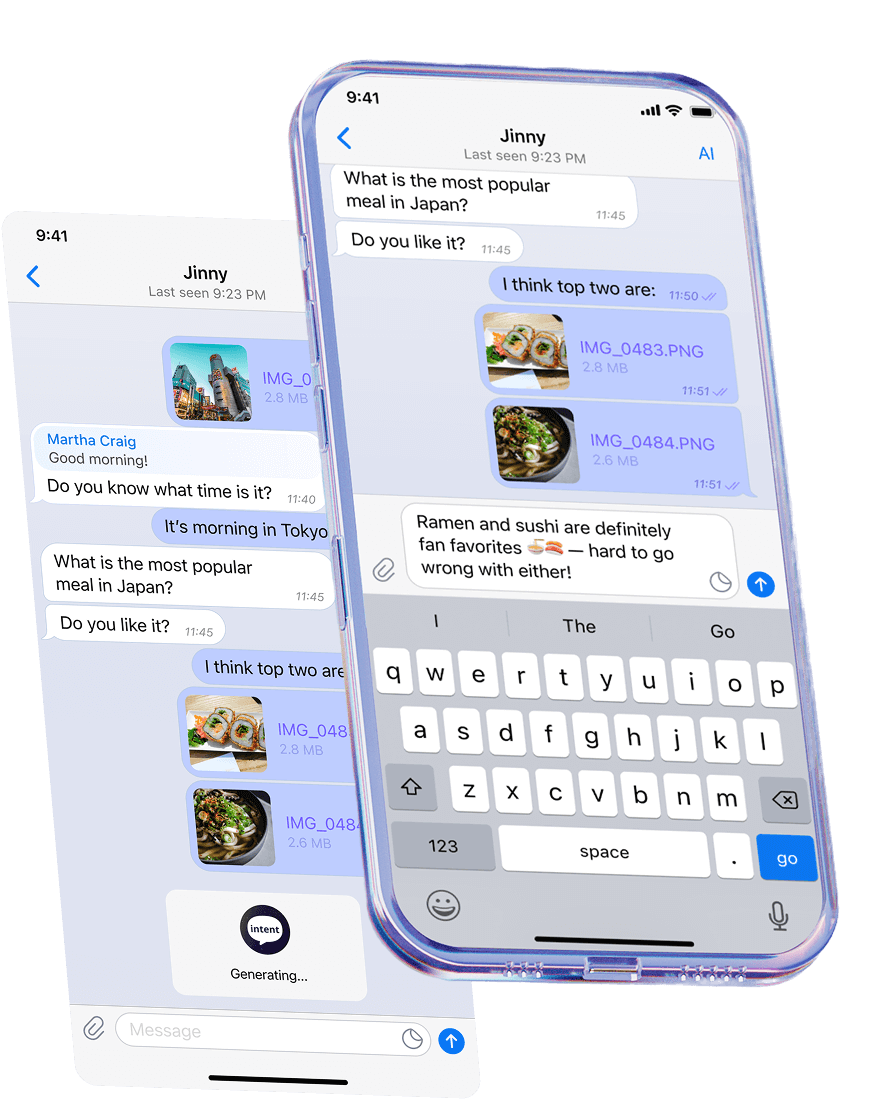 9:41
Jinny
Last seen 9:23 PM
AI
What is the most popular
meal in Japan?
11:45
Do you like it?
11:45
I think top two are:
11:50
IMG_0483.PNG
2.8 MB
11:51
IMG_0484.PNG
2.6 MB
11:51
Ramen and sushi are definitely
fan favorites 🍜🍣 — hard to go
wrong with either!
I The Go
q w e r t y u i o p
a s d f g h j k l
z x c v b n m
123 space . go
9:41
Jinny
Last seen 9:23 PM
IMG_0
2.8 MB
Martha Craig
Good morning!
Do you know what time is it?
11:40
It's morning in Tokyo
What is the most popular
meal in Japan?
11:45
Do you like it?
11:45
I think top two are
IMG_048
2.8 MB
IMG_048
2.6 MB
intent
Generating...
Message